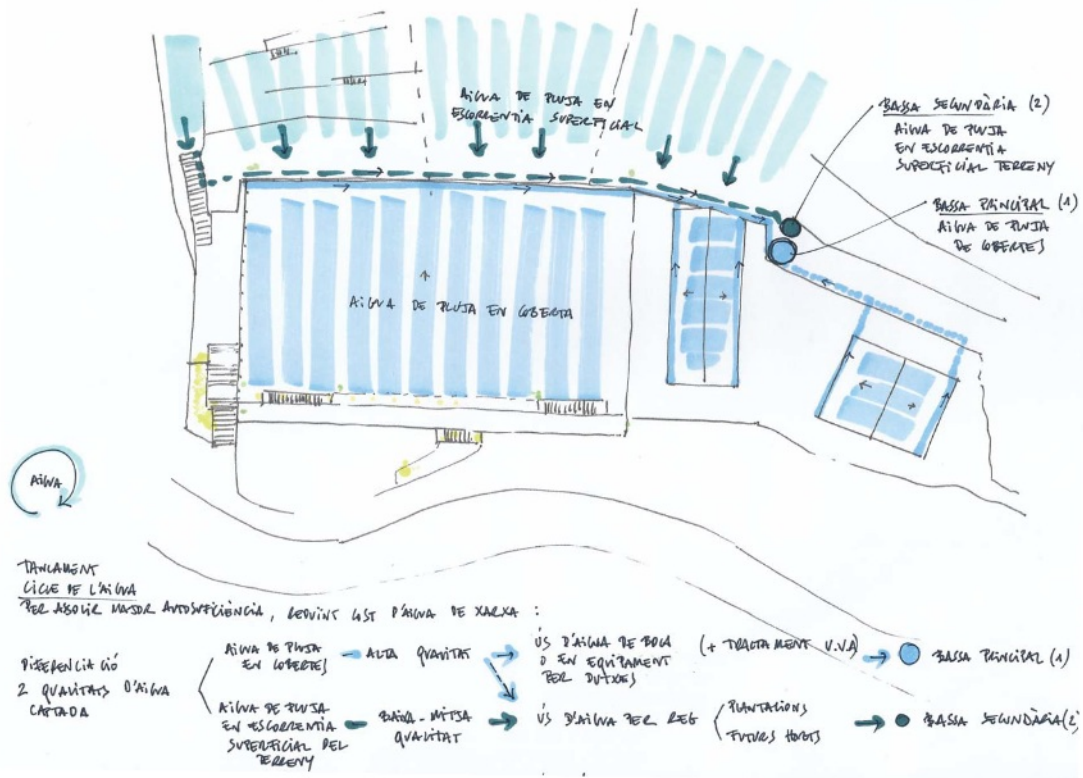 AIGUA DE PLUJA EN
ESCORRENTIA SUPERFICIAL
BASSA SECUNDÀRIA (2)
AIGUA DE PLUJA
EN ESCORRENTIA
SUPERFICIAL TERRENY
BASSA PRINCIPAL (1)
AIGUA DE PLUJA
DE COBERTES
AIGUA DE PLUJA EN COBERTA
AIGUA
TANCAMENT
CICLE DE L'AIGUA
PER ASSOLIR MAJOR AUTOSUFICIÈNCIA, REDUINT COST D'AIGUA DE XARXA :
DIFERENCIACIÓ
2 QUALITATS D'AIGUA
CAPTADA
AIGUA DE PLUJA
EN COBERTES
ALTA QUALITAT
ÚS D'AIGUA DE BOCA
O EN EQUIPAMENT
PER DUTXES
(+ TRACTAMENT U.V.A)
BASSA PRINCIPAL (1)
AIGUA DE PLUJA
EN ESCORRENTIA
SUPERFICIAL DEL
TERRENY
BAIXA-MITJA
QUALITAT
ÚS D'AIGUA PER REG
PLANTACIONS
FUTURS HORTS
BASSA SECUNDÀRIA (2)